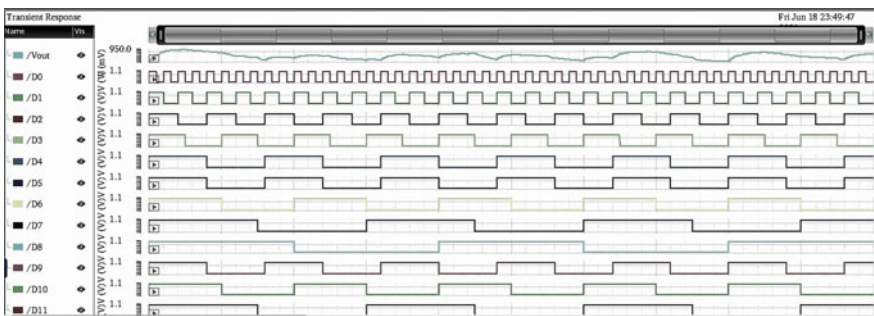 Transient Response
Fri Jun 18 23:49:47
Name Vis
/Vout 950.0 V (mV)
/D0 1.1 V (V)
/D1 1.1 V (V)
/D2 1.1 V (V)
/D3 1.1 V (V)
/D4 1.1 V (V)
/D5 1.1 V (V)
/D6 1.1 V (V)
/D7 1.1 V (V)
/D8 1.1 V (V)
/D9 1.1 V (V)
/D10 1.1 V (V)
/D11 1.1